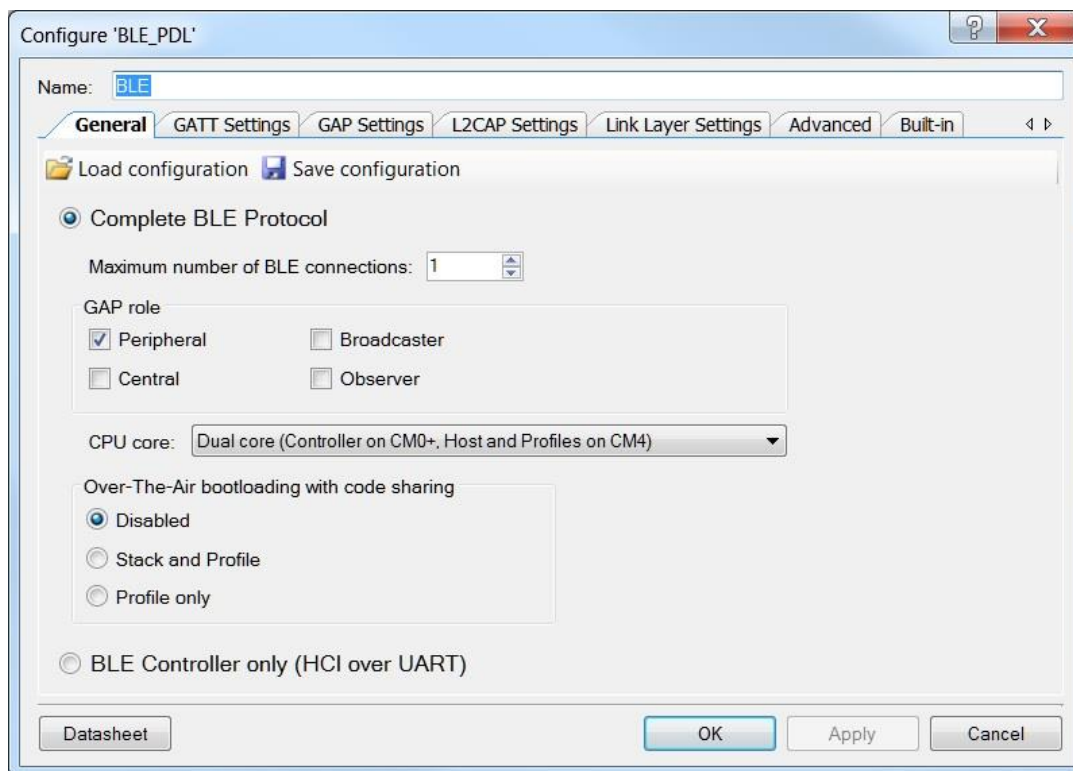 Configure 'BLE_PDL'
Name: BLE
General GATT Settings GAP Settings L2CAP Settings Link Layer Settings Advanced Built-in
Load configuration Save configuration
Complete BLE Protocol
Maximum number of BLE connections: 1
GAP role
Peripheral Broadcaster
Central Observer
CPU core: Dual core (Controller on CM0+, Host and Profiles on CM4)
Over-The-Air bootloading with code sharing
Disabled
Stack and Profile
Profile only
BLE Controller only (HCI over UART)
Datasheet OK Apply Cancel